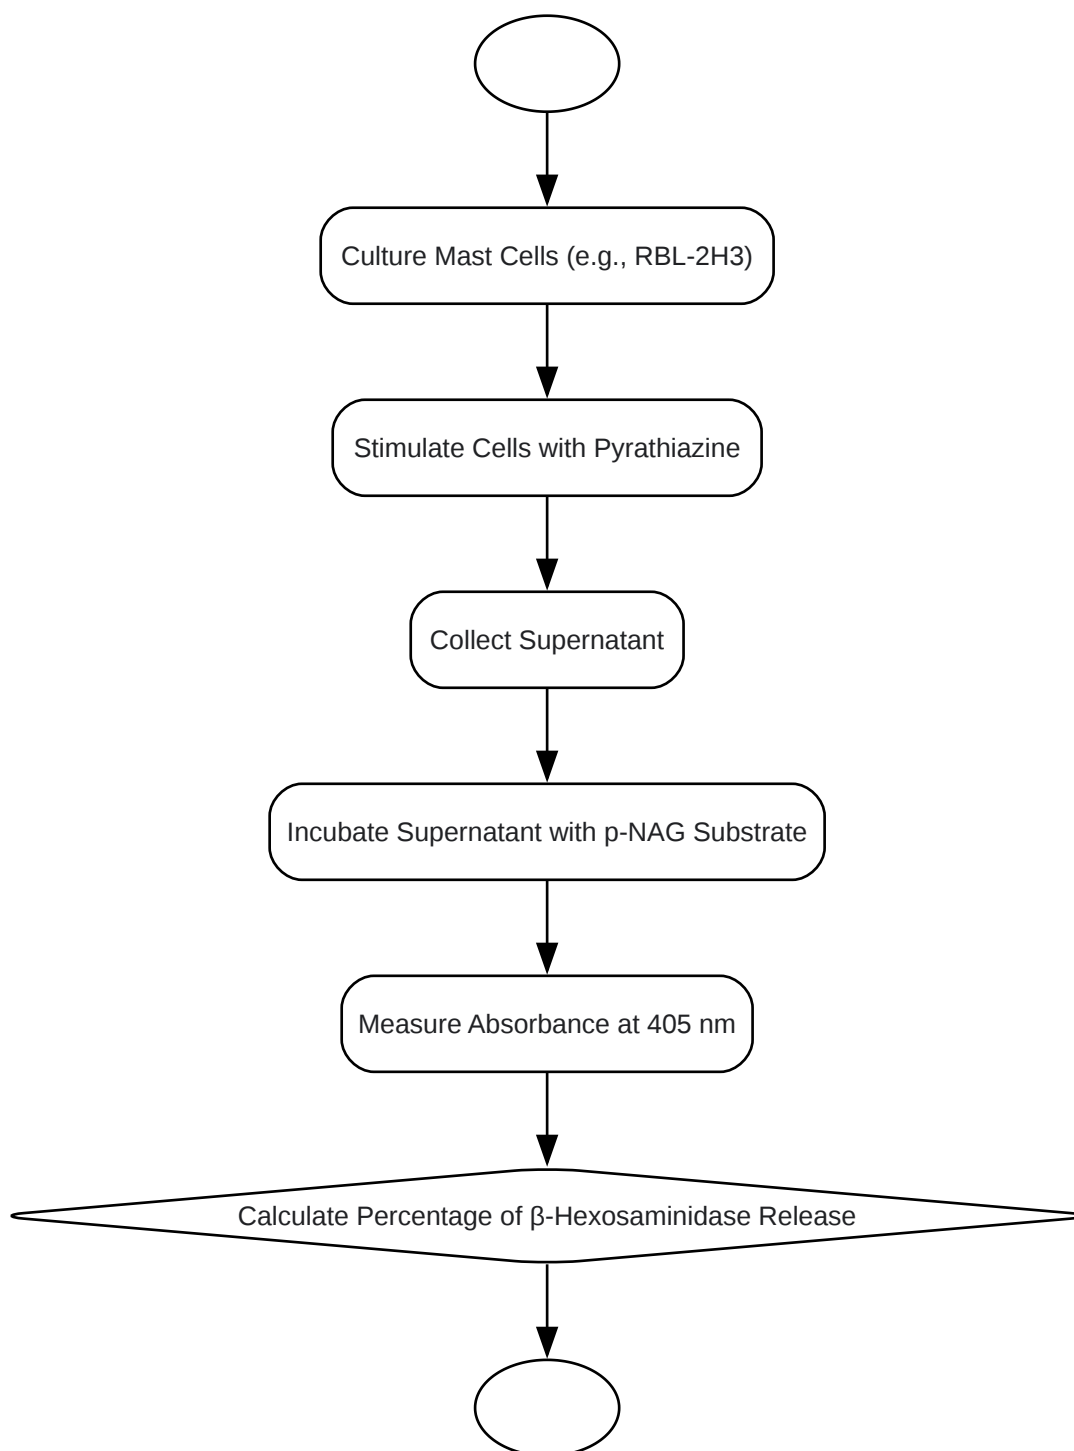 Culture Mast Cells (e.g., RBL-2H3)
Stimulate Cells with Pyrathiazine
Collect Supernatant
Incubate Supernatant with p-NAG Substrate
Measure Absorbance at 405 nm
Calculate Percentage of β-Hexosaminidase Release